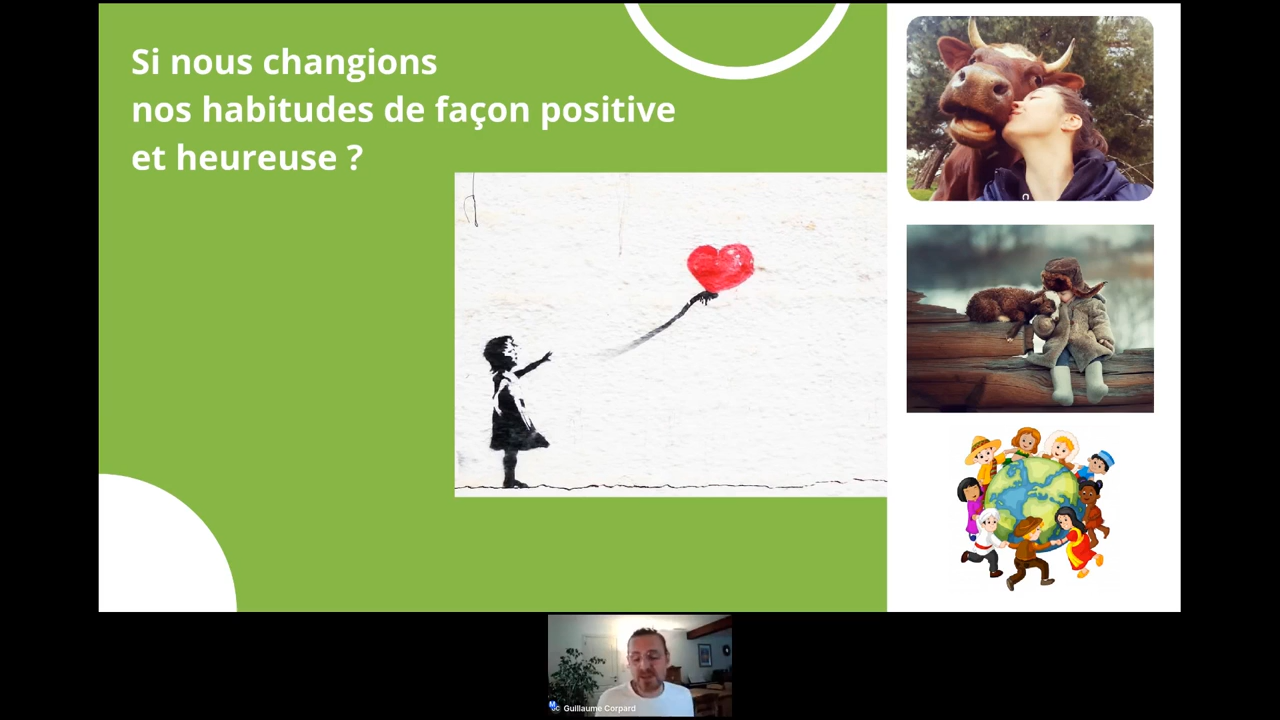 Si nous changions
nos habitudes de façon positive
et heureuse ?
Guillaume Corpard